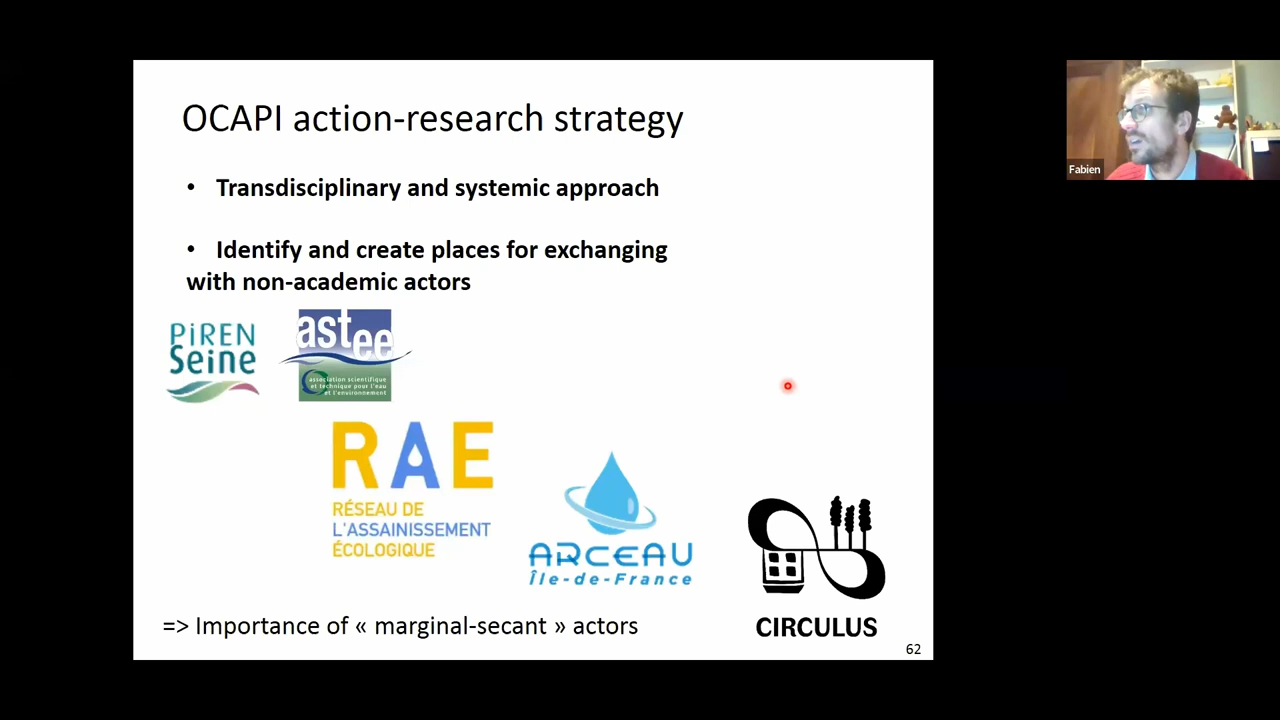 OCAPI action-research strategy
• Transdisciplinary and systemic approach
• Identify and create places for exchanging
with non-academic actors
PiREN
Seine
astee
association scientifique
et technique pour l'eau
et l'environnement
RAE
RÉSEAU DE
L'ASSAINISSEMENT
ÉCOLOGIQUE
ARCEAU
Île-de-France
CIRCULUS
=> Importance of « marginal-secant » actors
62
Fabien